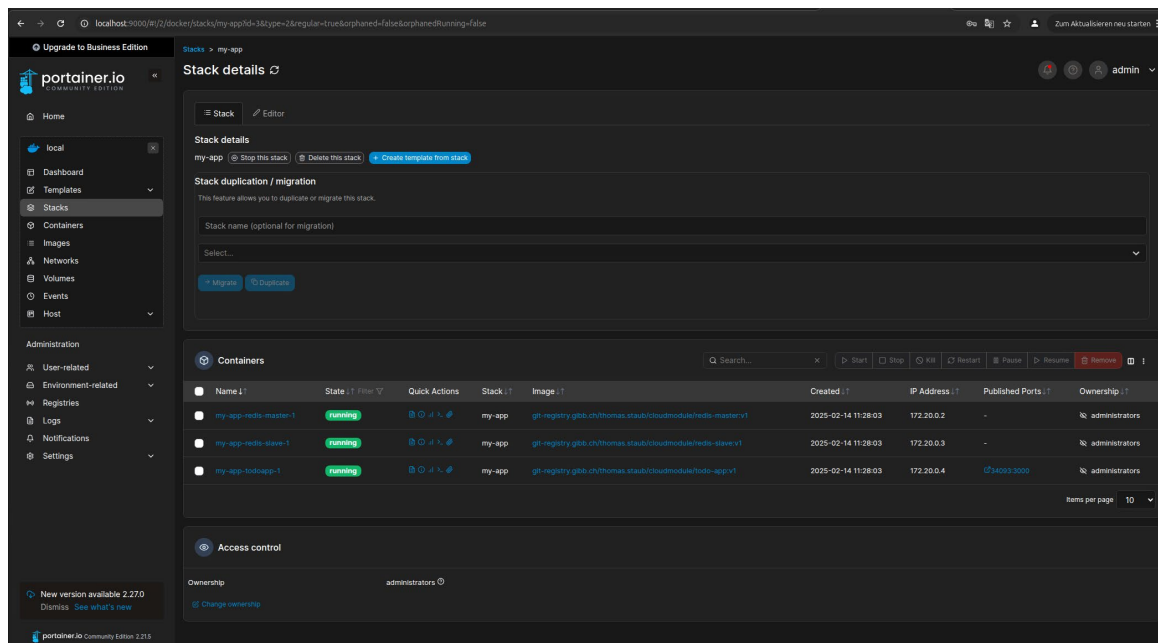 localhost:9000/#!/2/docker/stacks/my-app?id=3&type=2&regular=true&orphaned=false&orphanedRunning=false
Zum Aktualisieren neu starten
Upgrade to Business Edition
portainer.io
COMMUNITY EDITION
Home
local
Dashboard
Templates
Stacks
Containers
Images
Networks
Volumes
Events
Host
Administration
User-related
Environment-related
Registries
Logs
Notifications
Settings
New version available 2.27.0
Dismiss See what's new
portainer.io Community Edition 2.21.5
Stacks > my-app
Stack details
admin
Stack
Editor
Stack details
my-app Stop this stack Delete this stack + Create template from stack
Stack duplication / migration
This feature allows you to duplicate or migrate this stack.
Stack name (optional for migration)
Select...
Migrate Duplicate
Containers
Search... Start Stop Kill Restart Pause Resume Remove
Name State Filter Quick Actions Stack Image Created IP Address Published Ports Ownership
my-app-redis-master-1 running my-app git-registry.gibb.ch/thomas.staub/cloudmodule/redis-master:v1 2025-02-14 11:28:03 172.20.0.2 - administrators
my-app-redis-slave-1 running my-app git-registry.gibb.ch/thomas.staub/cloudmodule/redis-slave:v1 2025-02-14 11:28:03 172.20.0.3 - administrators
my-app-todoapp-1 running my-app git-registry.gibb.ch/thomas.staub/cloudmodule/todo-app:v1 2025-02-14 11:28:03 172.20.0.4 34093:3000 administrators
Items per page 10
Access control
Ownership administrators
Change ownership